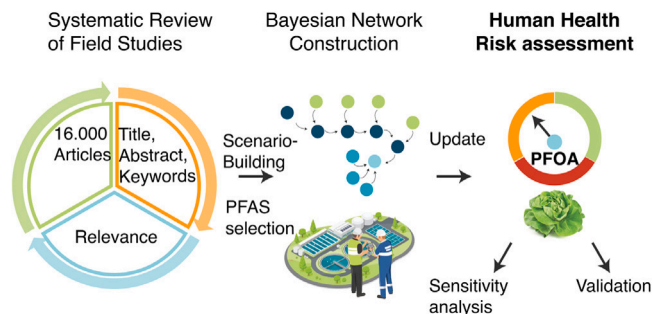 Systematic Review
of Field Studies
Bayesian Network
Construction
Human Health
Risk assessment
16.000
Articles
Title,
Abstract,
Keywords
Relevance
Scenario-
Building
PFAS
selection
Update
PFOA
Sensitivity
analysis
Validation